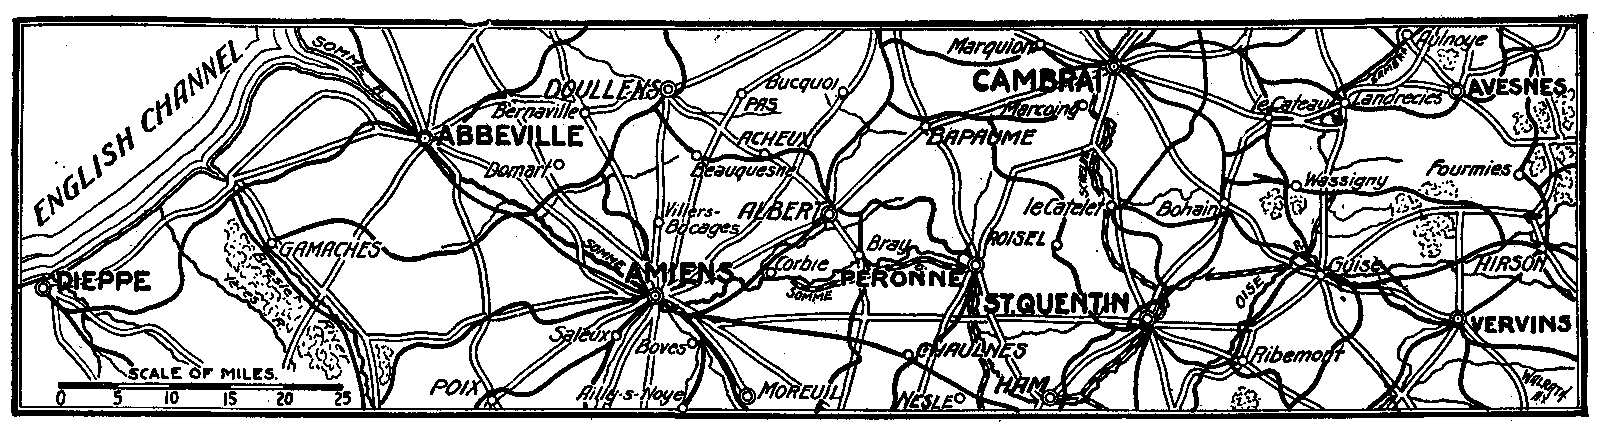 ENGLISH CHANNEL
SOMME
R.
DOULLENS
Bernaville
ABBEVILLE
Domart
PAS
Bucquoi
ACHEUX
Beauquesne
Villers-
Bocages
ALBERT
Marquion
CAMBRAI
Marcoing
BAPAUME
Aulnoye
SAMBRE
le Cateau
Landrecies
AVESNES
Fourmies
Wassigny
Bohain
le Catelet
ROISEL
Bray
PERONNE
Corbie
SOMME
SOMME
AMIENS
GAMACHES
BRESLE R.
DIEPPE
ST. QUENTIN
OISE R.
Guise
HIRSON
VERVINS
Ribemont
Saleux
Boves
CHAULNES
HAM
NESLE
MOREUIL
Ailly-s-Noye
POIX
SCALE OF MILES.
0 5 10 15 20 25